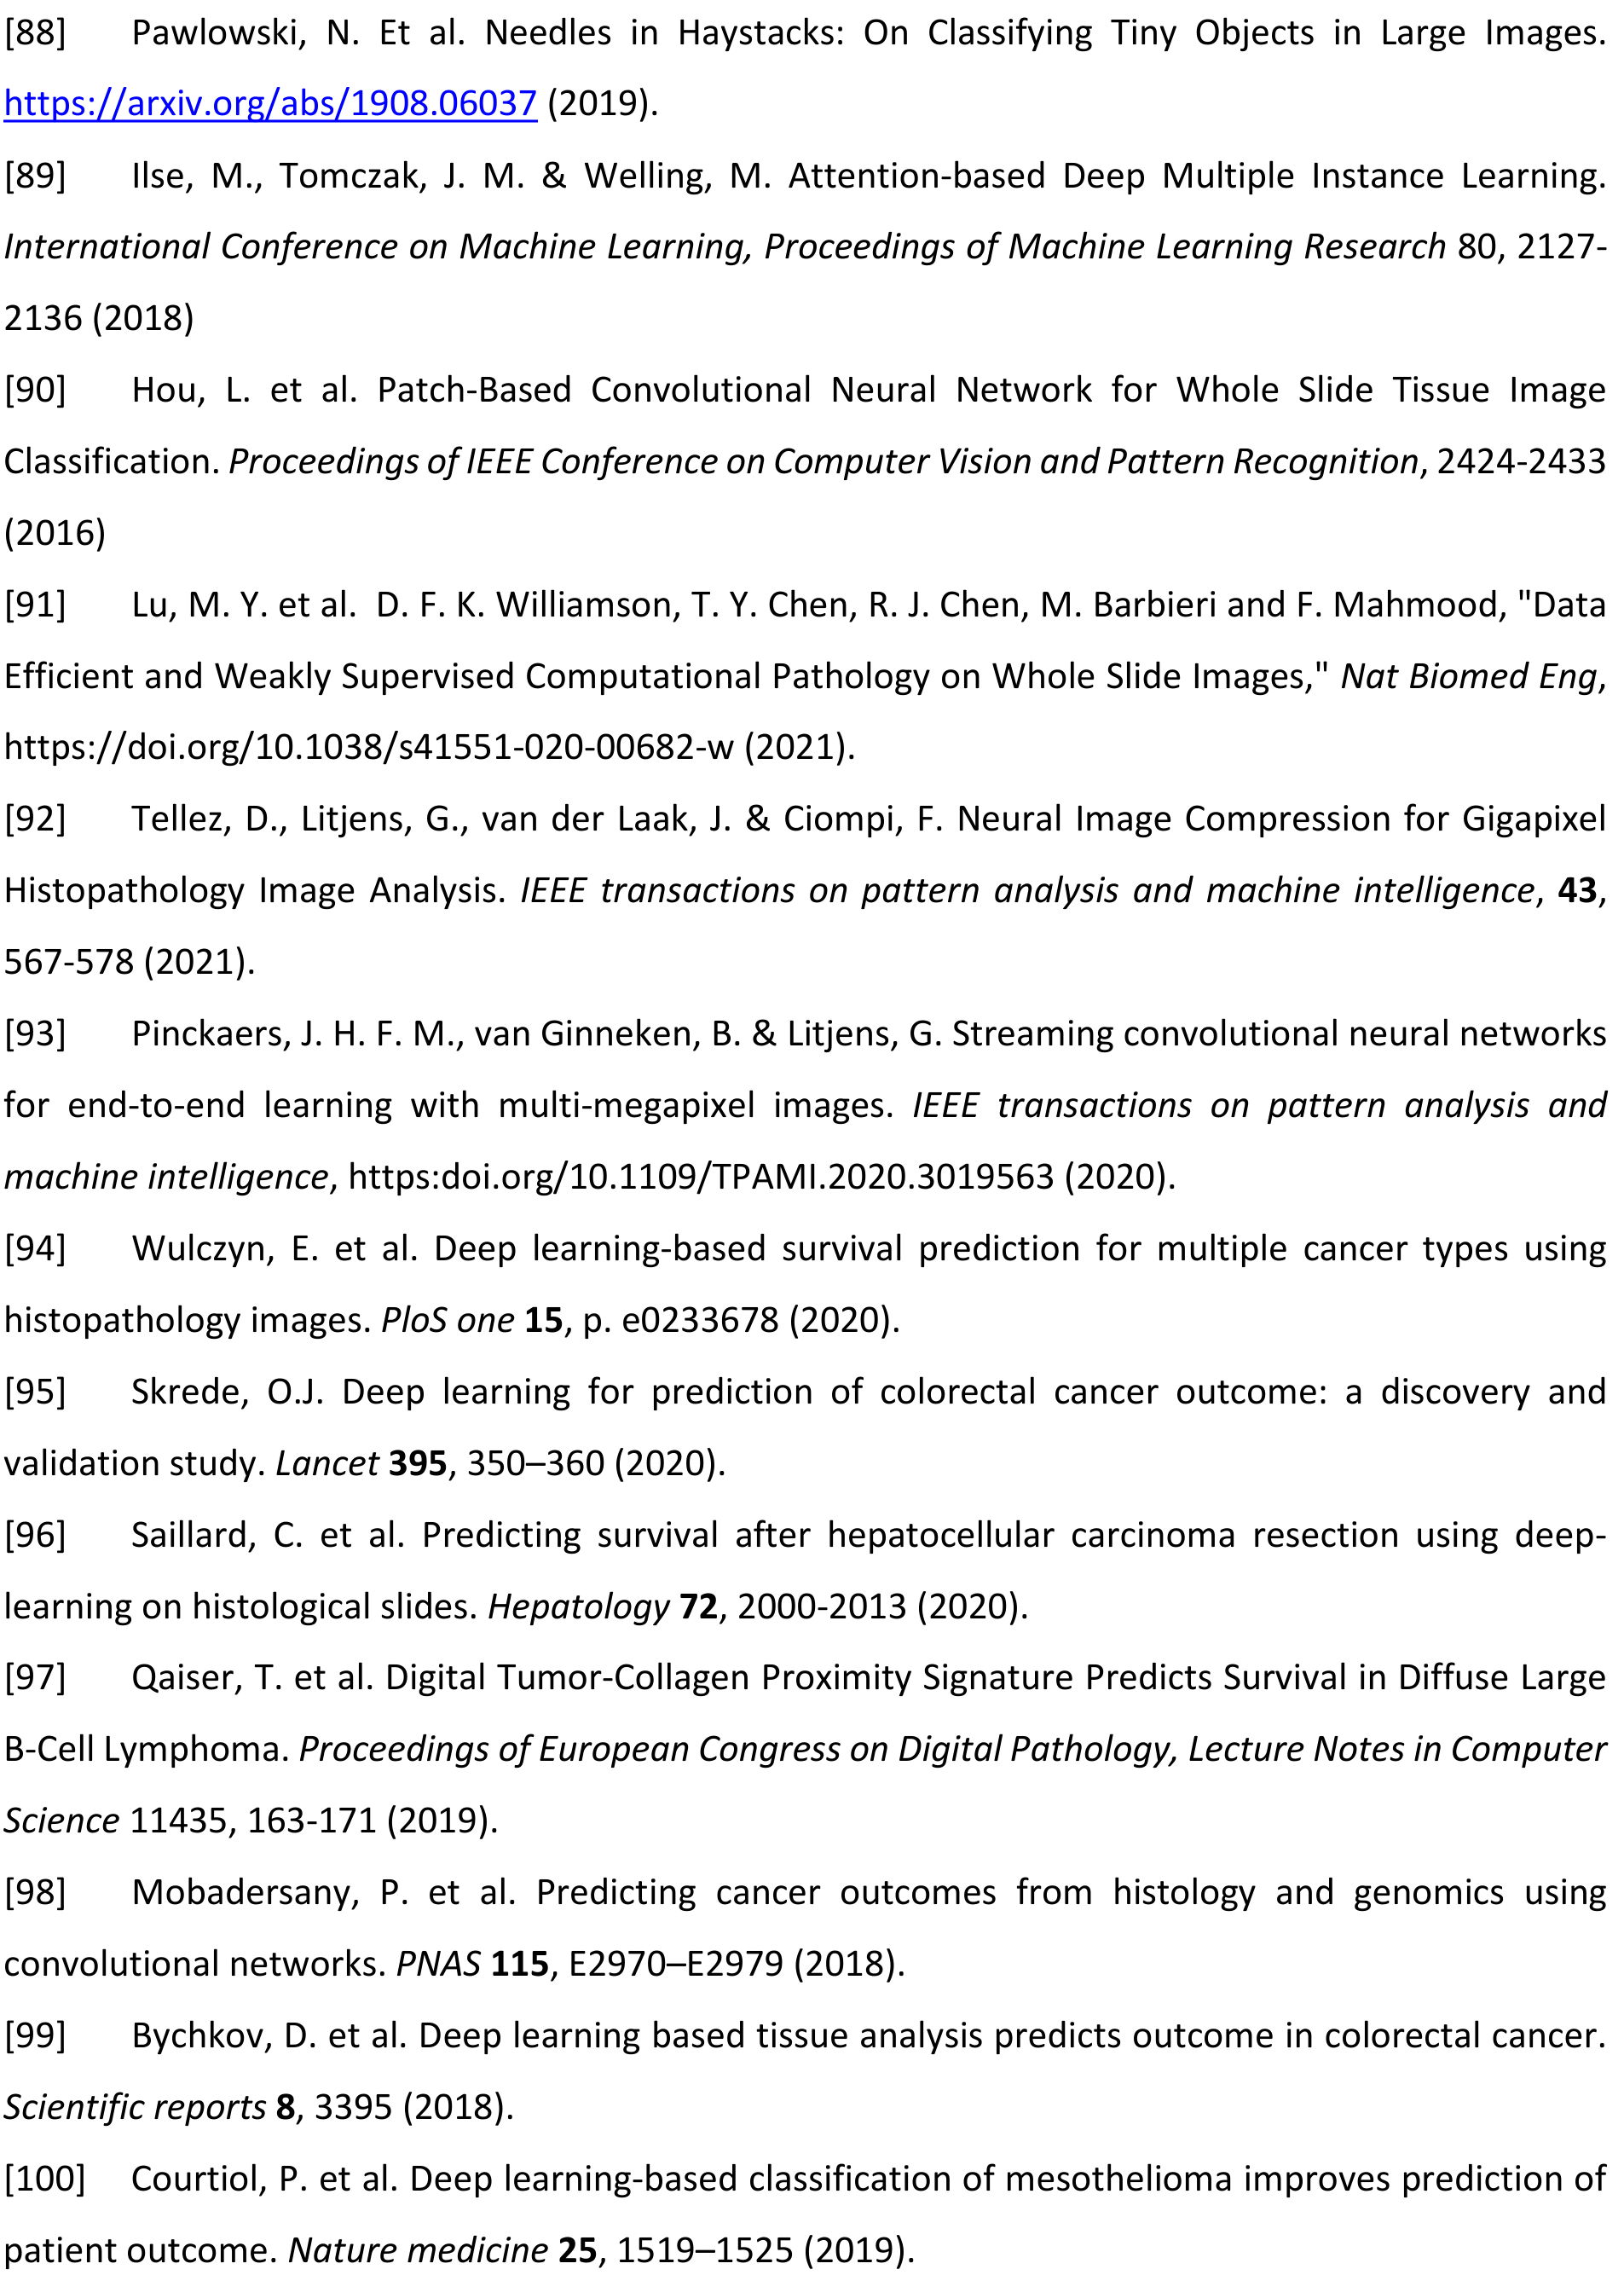 [88] Pawlowski, N. Et al. Needles in Haystacks: On Classifying Tiny Objects in Large Images.
https://arxiv.org/abs/1908.06037 (2019).
[89] Ilse, M., Tomczak, J. M. & Welling, M. Attention-based Deep Multiple Instance Learning.
International Conference on Machine Learning, Proceedings of Machine Learning Research 80, 2127-
2136 (2018)
[90] Hou, L. et al. Patch-Based Convolutional Neural Network for Whole Slide Tissue Image
Classification. Proceedings of IEEE Conference on Computer Vision and Pattern Recognition, 2424-2433
(2016)
[91] Lu, M. Y. et al. D. F. K. Williamson, T. Y. Chen, R. J. Chen, M. Barbieri and F. Mahmood, "Data
Efficient and Weakly Supervised Computational Pathology on Whole Slide Images," Nat Biomed Eng,
https://doi.org/10.1038/s41551-020-00682-w (2021).
[92] Tellez, D., Litjens, G., van der Laak, J. & Ciompi, F. Neural Image Compression for Gigapixel
Histopathology Image Analysis. IEEE transactions on pattern analysis and machine intelligence, 43,
567-578 (2021).
[93] Pinckaers, J. H. F. M., van Ginneken, B. & Litjens, G. Streaming convolutional neural networks
for end-to-end learning with multi-megapixel images. IEEE transactions on pattern analysis and
machine intelligence, https:doi.org/10.1109/TPAMI.2020.3019563 (2020).
[94] Wulczyn, E. et al. Deep learning-based survival prediction for multiple cancer types using
histopathology images. PloS one 15, p. e0233678 (2020).
[95] Skrede, O.J. Deep learning for prediction of colorectal cancer outcome: a discovery and
validation study. Lancet 395, 350–360 (2020).
[96] Saillard, C. et al. Predicting survival after hepatocellular carcinoma resection using deep-
learning on histological slides. Hepatology 72, 2000-2013 (2020).
[97] Qaiser, T. et al. Digital Tumor-Collagen Proximity Signature Predicts Survival in Diffuse Large
B-Cell Lymphoma. Proceedings of European Congress on Digital Pathology, Lecture Notes in Computer
Science 11435, 163-171 (2019).
[98] Mobadersany, P. et al. Predicting cancer outcomes from histology and genomics using
convolutional networks. PNAS 115, E2970–E2979 (2018).
[99] Bychkov, D. et al. Deep learning based tissue analysis predicts outcome in colorectal cancer.
Scientific reports 8, 3395 (2018).
[100] Courtiol, P. et al. Deep learning-based classification of mesothelioma improves prediction of
patient outcome. Nature medicine 25, 1519–1525 (2019).